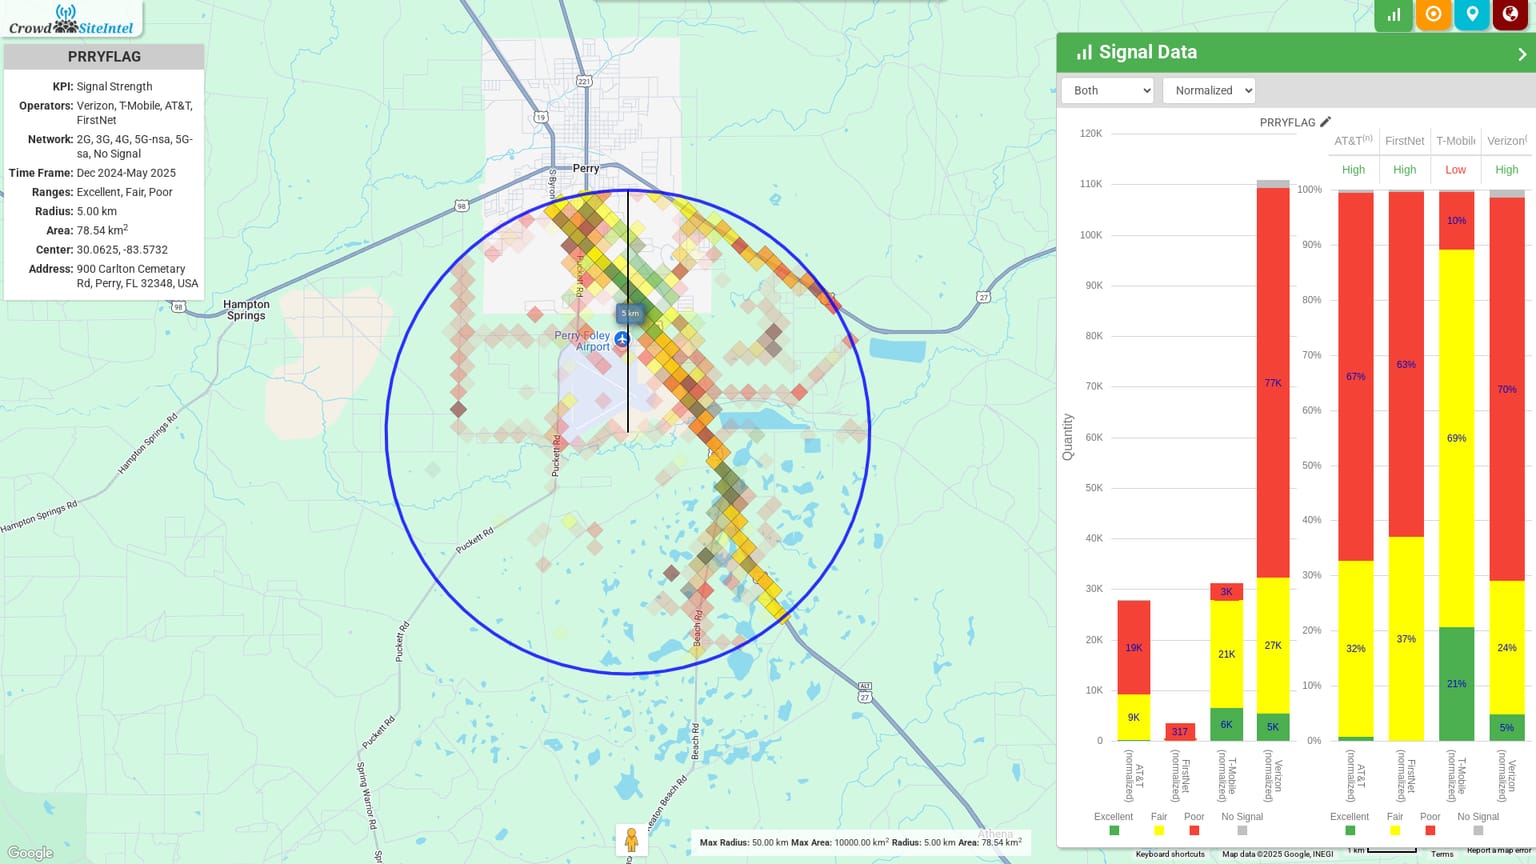 Crowd SiteIntel
PRRYFLAG
KPI: Signal Strength
Operators: Verizon, T-Mobile, AT&T,
FirstNet
Network: 2G, 3G, 4G, 5G-nsa, 5G-
sa, No Signal
Time Frame: Dec 2024-May 2025
Ranges: Excellent, Fair, Poor
Radius: 5.00 km
Area: 78.54 km²
Center: 30.0625, -83.5732
Address: 900 Carlton Cemetary
Rd, Perry, FL 32348, USA
221
19
Perry
S Byron
98
98
Hampton
Springs
27
Puckett Rd
5 km
Perry-Foley
Airport
Hampton Springs Rd
Hampton Springs Rd
Puckett Rd
Puckett Rd
Puckett Rd
Beach Rd
ALT
27
Puckett Rd
Beach Rd
Spring Warrior Rd
Keaton Beach Rd
Athena
Google
Max Radius: 50.00 km Max Area: 10000.00 km² Radius: 5.00 km Area: 78.54 km²
Signal Data
Both
Normalized
PRRYFLAG
120K
110K
100K
90K
80K
70K
60K
50K
40K
30K
20K
10K
0
Quantity
19K
9K
317
3K
21K
6K
77K
27K
5K
AT&T
(normalized)
FirstNet
(normalized)
T-Mobile
(normalized)
Verizon
(normalized)
Excellent Fair Poor No Signal
AT&T(n) FirstNet T-Mobile Verizon(
High High Low High
100%
90%
80%
70%
60%
50%
40%
30%
20%
10%
0%
67%
32%
63%
37%
10%
69%
21%
70%
24%
5%
AT&T
(normalized)
FirstNet
(normalized)
T-Mobile
(normalized)
Verizon
(normalized)
Excellent Fair Poor No Signal
Keyboard shortcuts Map data ©2025 Google, INEGI 1 km Terms Report a map error